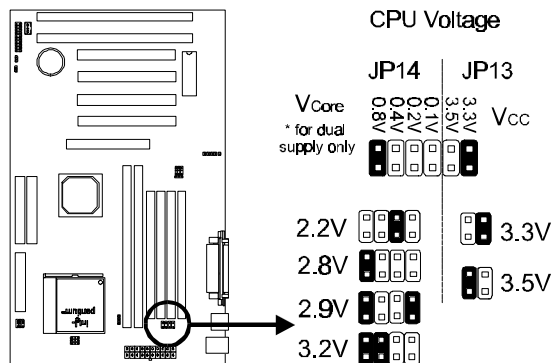 CPU Voltage
JP14 JP13
VCore
* for dual
supply only
0.8V
0.4V
0.2V
0.1V
3.5V
3.3V
VCC
2.2V
3.3V
2.8V
3.5V
2.9V
3.2V
intel
pentium